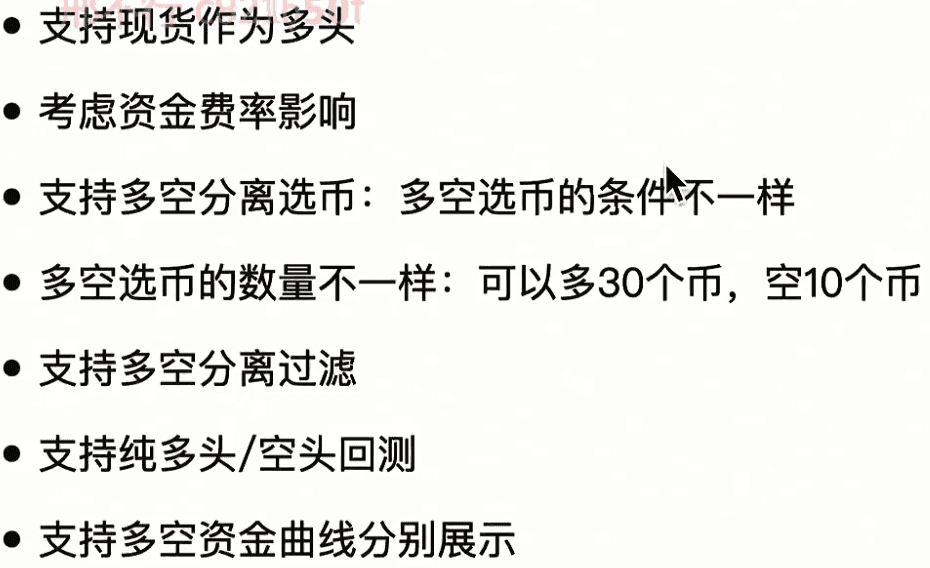 • 支持现货作为多头
• 考虑资金费率影响
• 支持多空分离选币：多空选币的条件不一样
• 多空选币的数量不一样：可以多30个币，空10个币
• 支持多空分离过滤
• 支持纯多头/空头回测
• 支持多空资金曲线分别展示